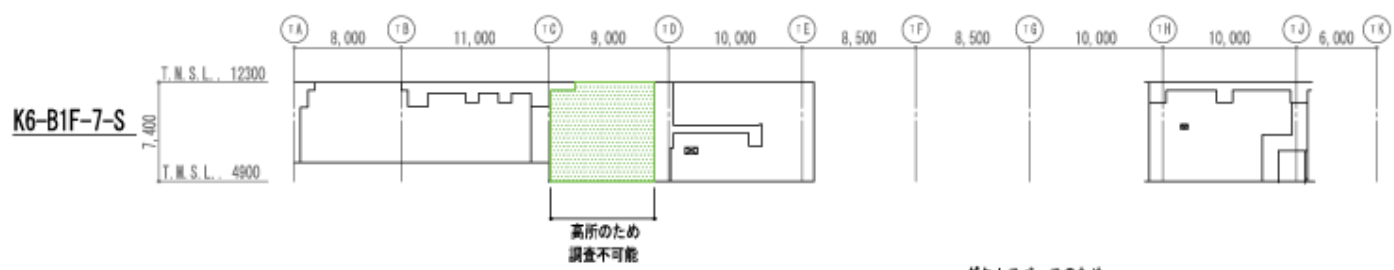 TA TB TC TD TE TF TG TH TJ TK
8,000 11,000 9,000 10,000 8,500 8,500 10,000 10,000 6,000
T.M.S.L.. 12300
K6-B1F-7-S
7,400
T.M.S.L.. 4900
高所のため
調査不可能